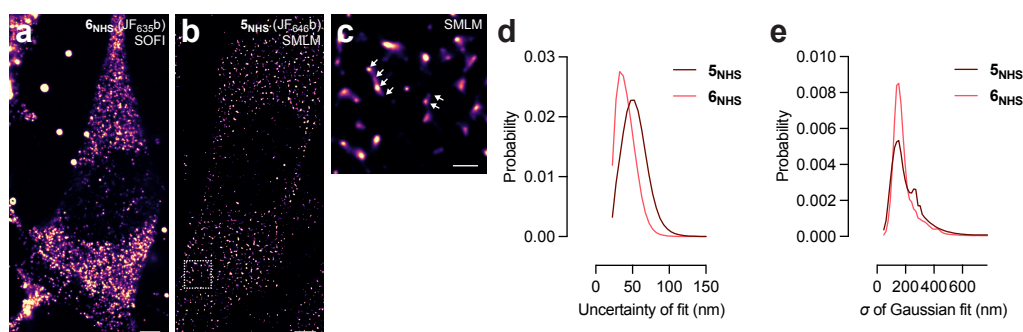 a
6NHS (JF635b)
SOFI
b
5NHS (JF646b)
SMLM
c
SMLM
d
Probability
0.03
0.02
0.01
0.00
0 50 100 150
Uncertainty of fit (nm)
5NHS
6NHS
e
Probability
0.010
0.008
0.006
0.004
0.002
0.000
0 200 400 600
σ of Gaussian fit (nm)
5NHS
6NHS